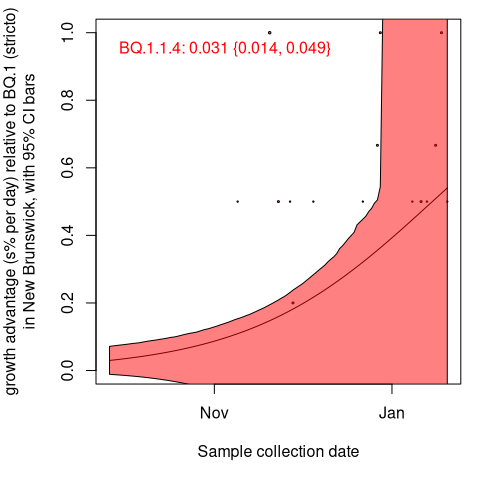 growth advantage (s% per day) relative to BQ.1 (stricto)
in New Brunswick, with 95% CI bars
1.0
0.8
0.6
0.4
0.2
0.0
BQ.1.1.4: 0.031 {0.014, 0.049}
Nov
Jan
Sample collection date